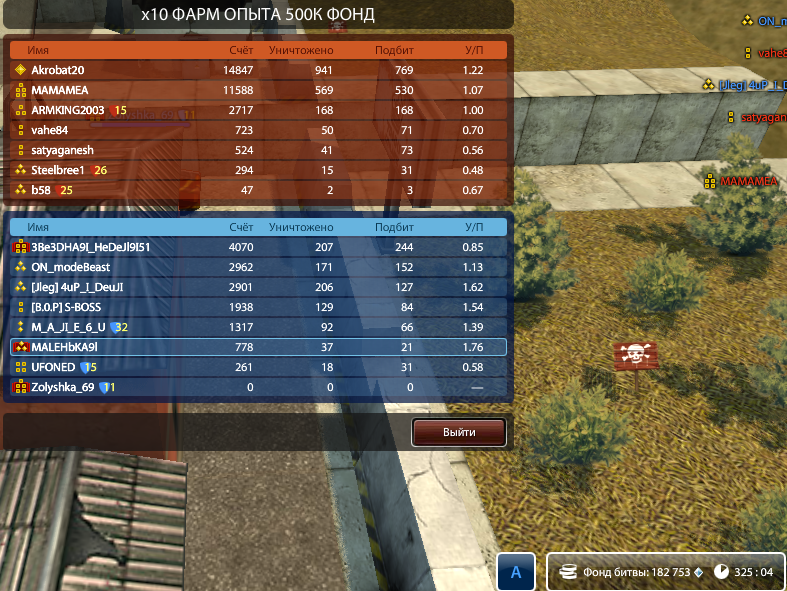 x10 ФАРМ ОПЫТА 500К ФОНД
Имя Счёт Уничтожено Подбит У/П
Akrobat20 14847 941 769 1.22
MAMAMEA 11588 569 530 1.07
ARMKING2003 15 2717 168 168 1.00
vahe84 723 50 71 0.70
satyaganesh 524 41 73 0.56
Steelbree1 26 294 15 31 0.48
b58 25 47 2 3 0.67
Имя Счёт Уничтожено Подбит У/П
3Be3DHA9I_HeDeJI9I51 4070 207 244 0.85
ON_modeBeast 2962 171 152 1.13
[Jleg] 4uP_I_DeuJI 2901 206 127 1.62
[B.0.P] S-BOSS 1938 129 84 1.54
M_A_JI_E_6_U 32 1317 92 66 1.39
MALEHbKA9I 778 37 21 1.76
UFONED 15 261 18 31 0.58
Zolyshka_69 11 0 0 0 —
Выйти
ON_m
vahe8
[Jleg] 4uP_I_D
satyagan
MAMAMEA
A
Фонд битвы: 182 753
325 : 04